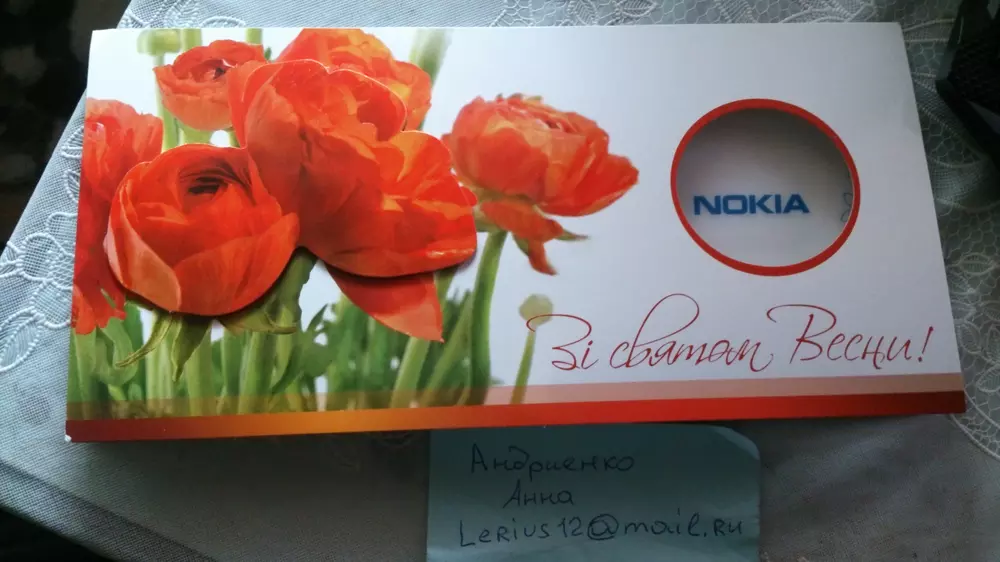 NOKIA
Зі святом Весни!
Андриенко
Анна
Lerius12@mail.ru